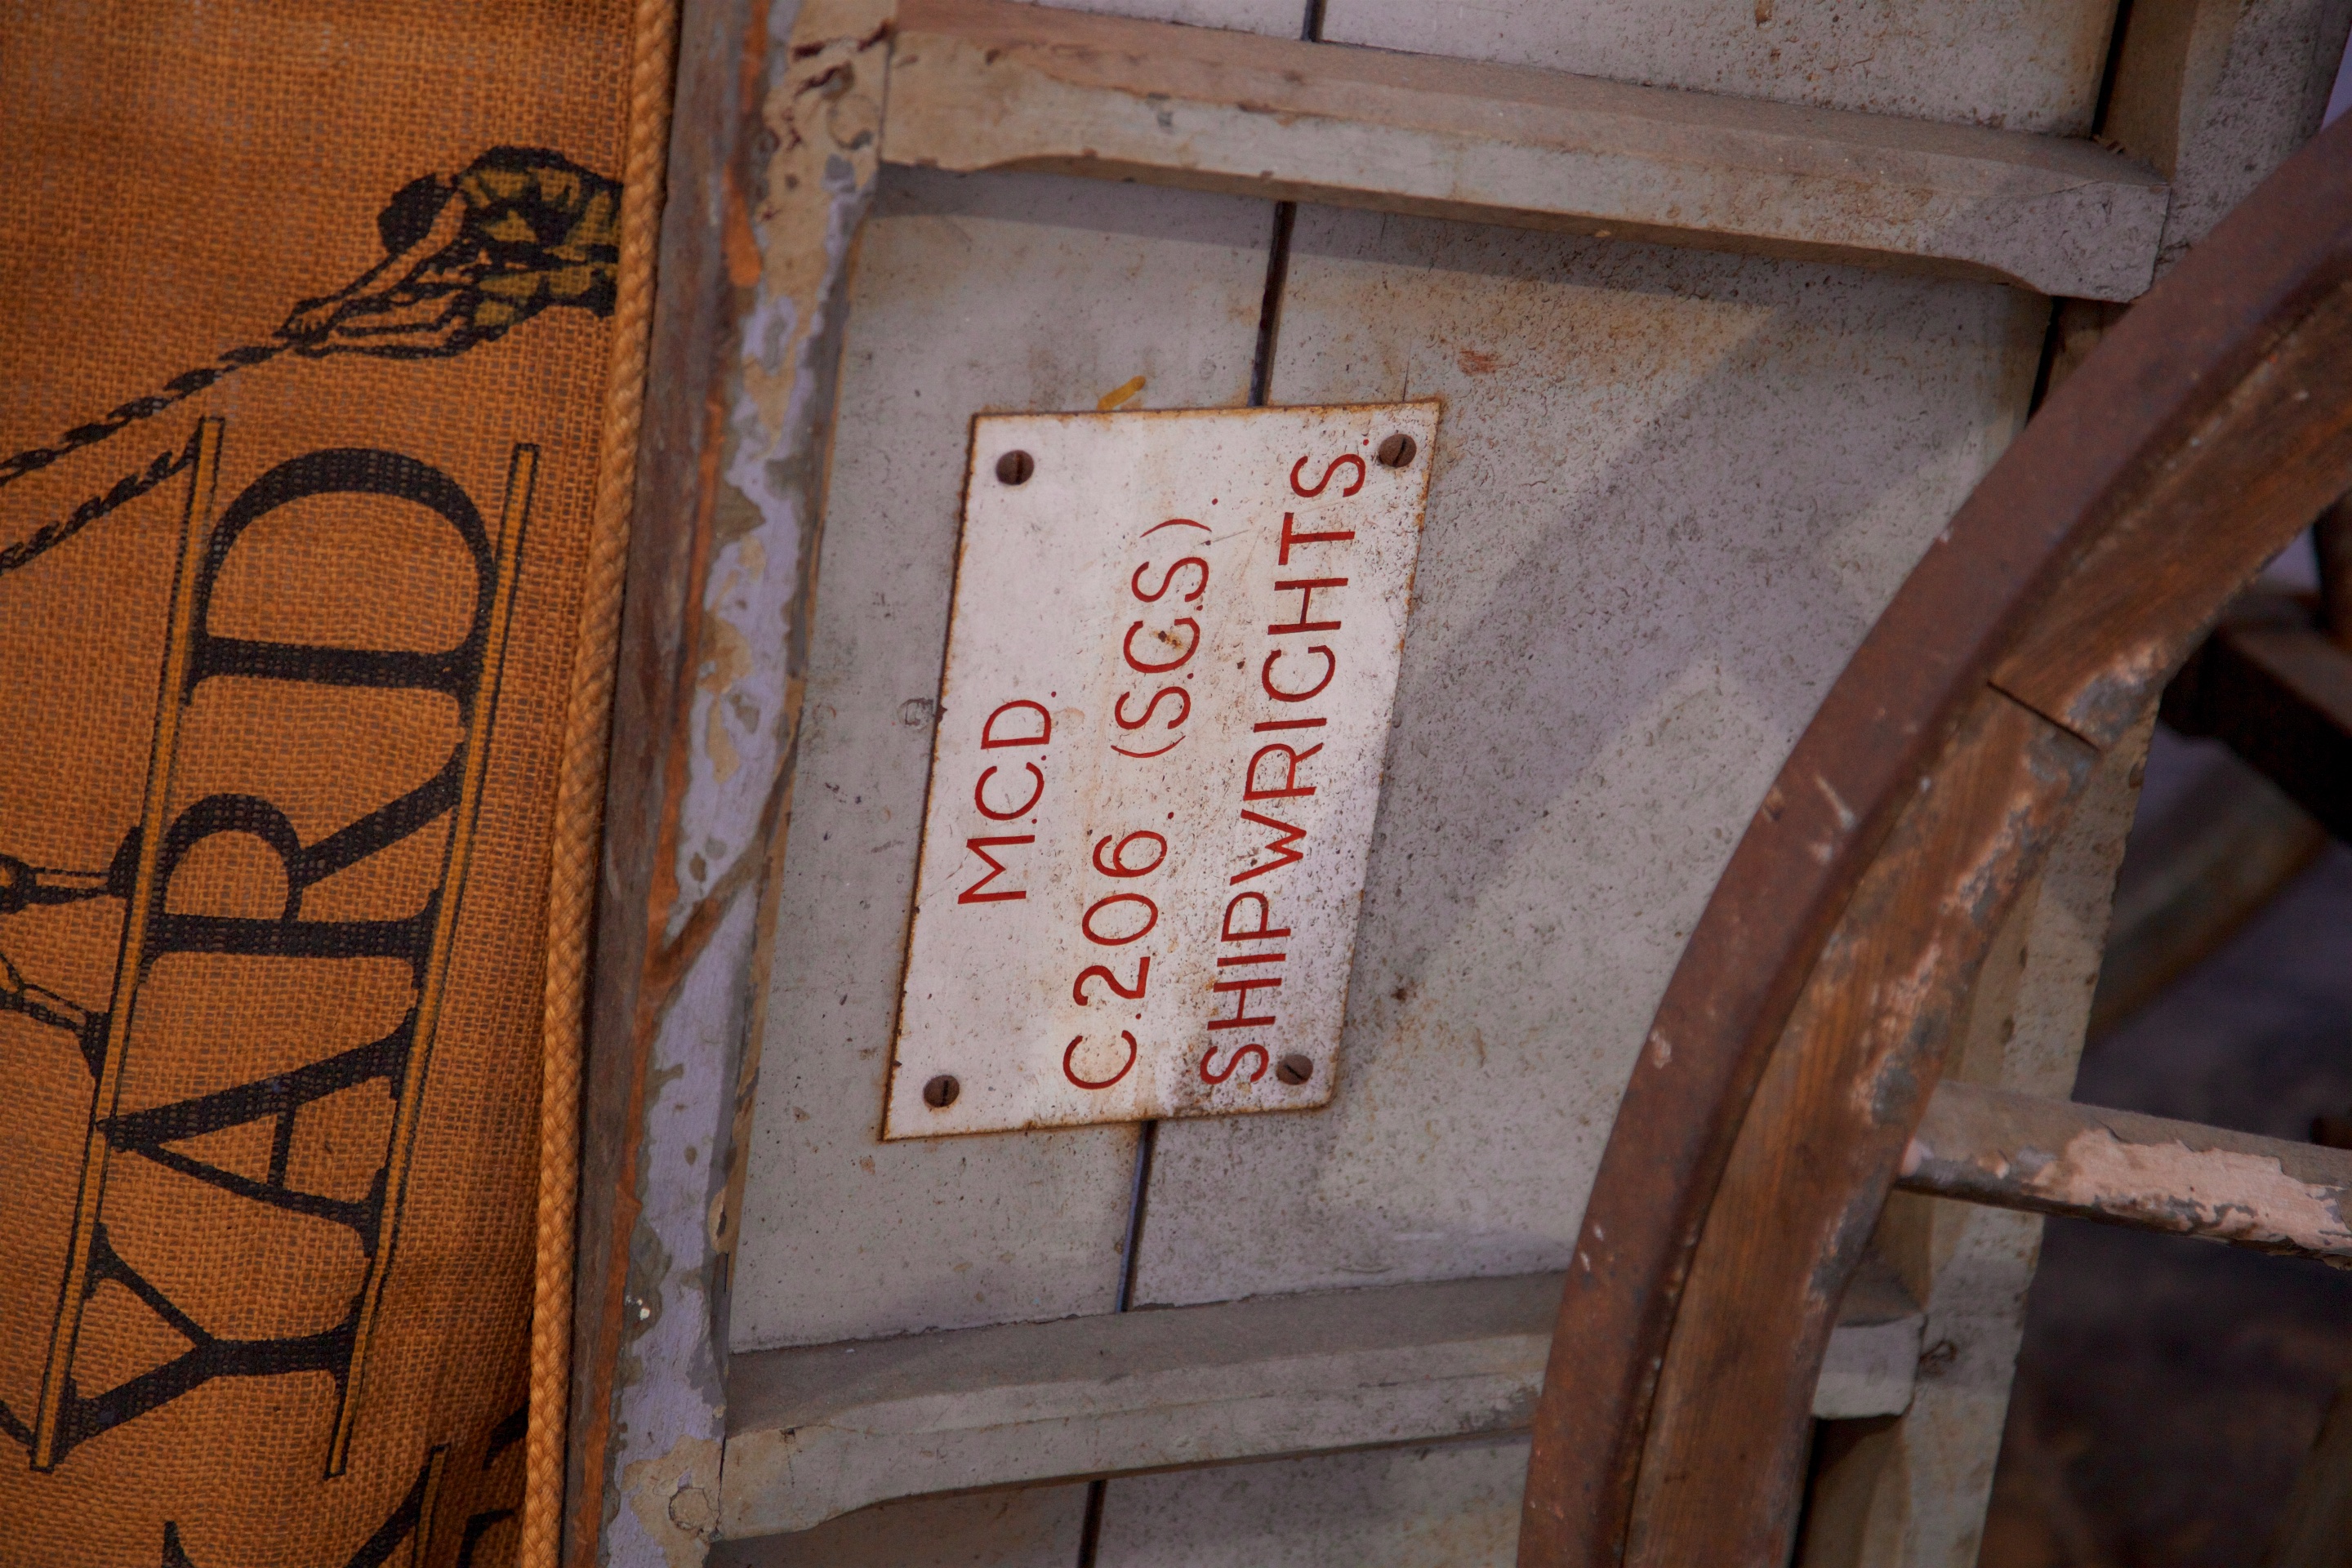 YARD
M.C.D.
C.206. (S.G.S).
SHIPWRIGHTS.